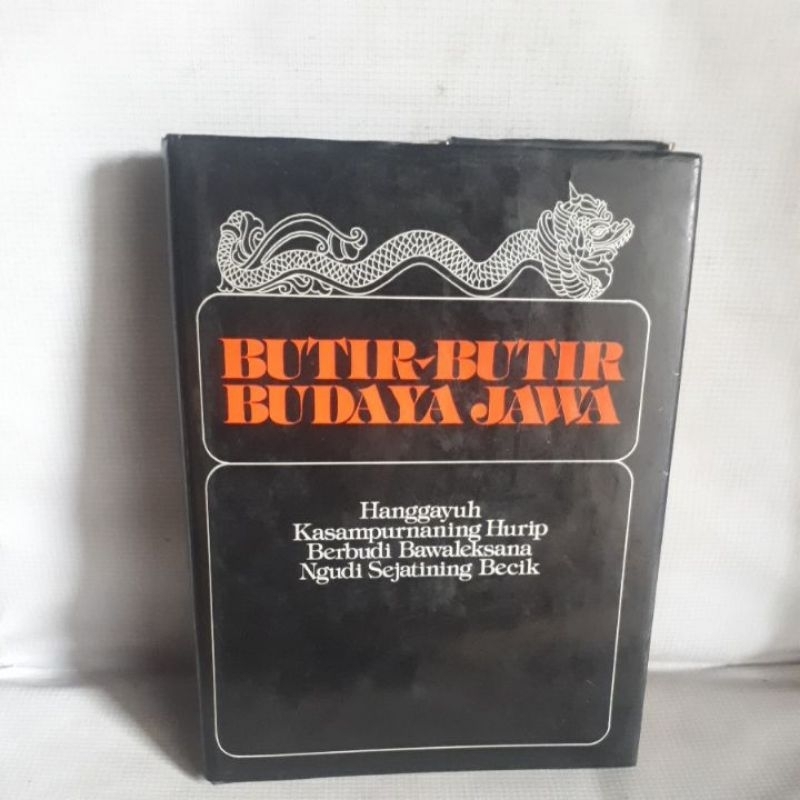 BUTIR-BUTIR
BUDAYA JAWA
Hanggayuh
Kasampurnaning Hurip
Berbudi Bawaleksana
Ngudi Sejatining Becik